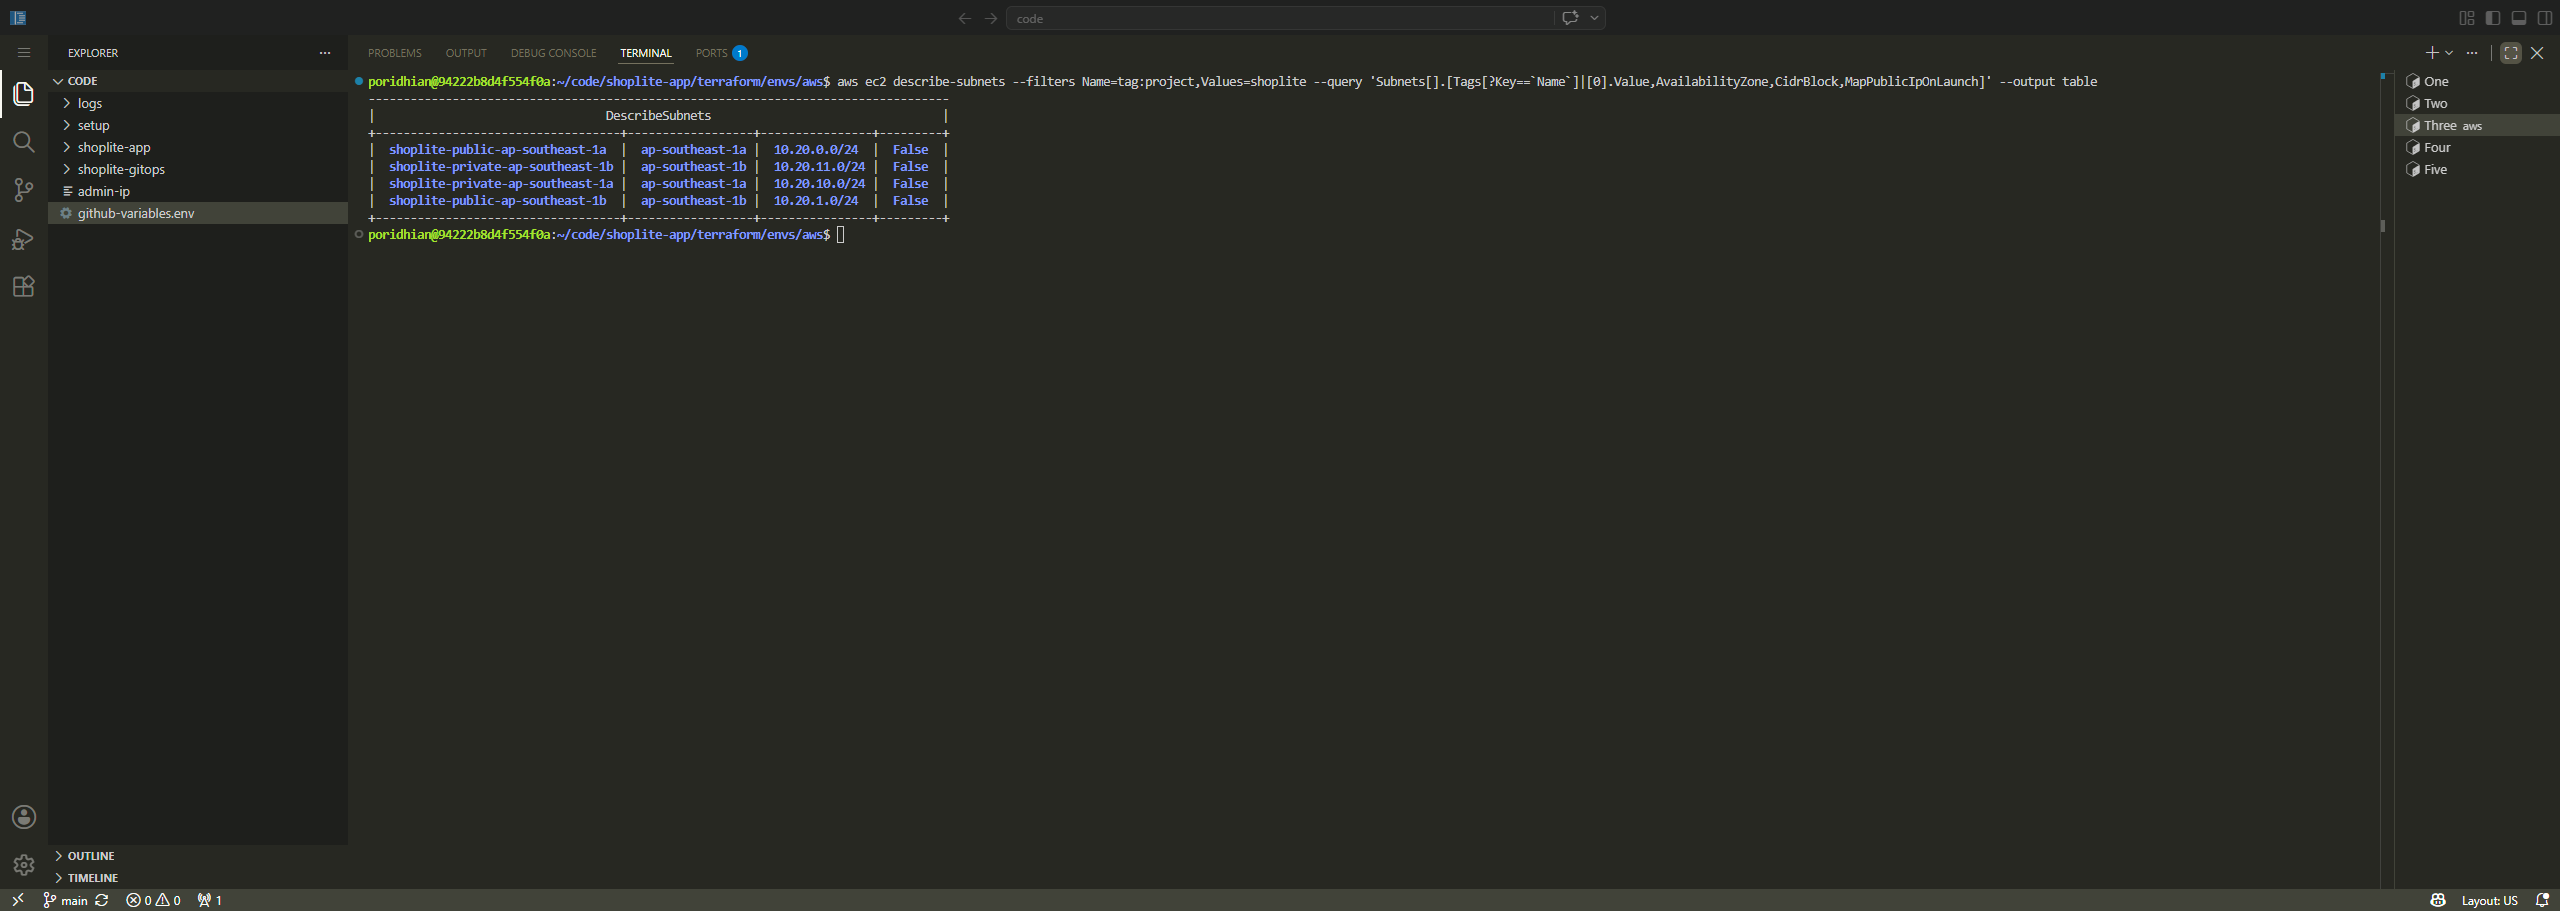 code
EXPLORER
CODE
logs
setup
shoplite-app
shoplite-gitops
admin-ip
github-variables.env
OUTLINE
TIMELINE
PROBLEMS OUTPUT DEBUG CONSOLE TERMINAL PORTS 1
poridhian@94222b8d4f554f0a:~/code/shoplite-app/terraform/envs/aws$ aws ec2 describe-subnets --filters Name=tag:project,Values=shoplite --query 'Subnets[].[Tags[?Key==`Name`]|[0].Value,AvailabilityZone,CidrBlock,MapPublicIpOnLaunch]' --output table
-----------------------------------------------------------------------------------
|                                 DescribeSubnets                                 |
+-----------------------------------+------------------+----------------+---------+
|  shoplite-public-ap-southeast-1a  |  ap-southeast-1a |  10.20.0.0/24  |  False  |
|  shoplite-private-ap-southeast-1b |  ap-southeast-1b |  10.20.11.0/24 |  False  |
|  shoplite-private-ap-southeast-1a |  ap-southeast-1a |  10.20.10.0/24 |  False  |
|  shoplite-public-ap-southeast-1b  |  ap-southeast-1b |  10.20.1.0/24  |  False  |
+-----------------------------------+------------------+----------------+---------+
poridhian@94222b8d4f554f0a:~/code/shoplite-app/terraform/envs/aws$
One
Two
Three aws
Four
Five
main 0 0 1
Layout: US